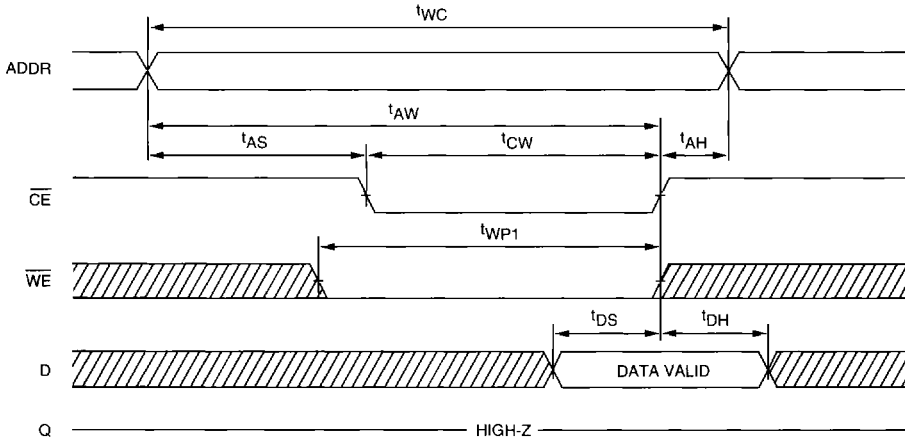 tWC
ADDR
tAW
tAS
tCW
tAH
CE
tWP1
WE
tDS
tDH
D
DATA VALID
Q
HIGH-Z